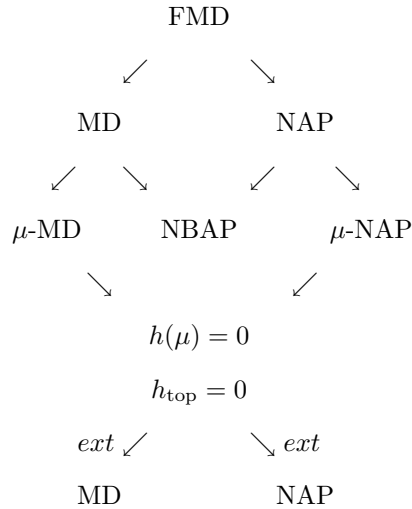 FMD
↙ ↘
MD NAP
↙ ↘ ↙ ↘
μ-MD NBAP μ-NAP
↘ ↙
h(μ) = 0
h_top = 0
ext ↙ ↘ ext
MD NAP